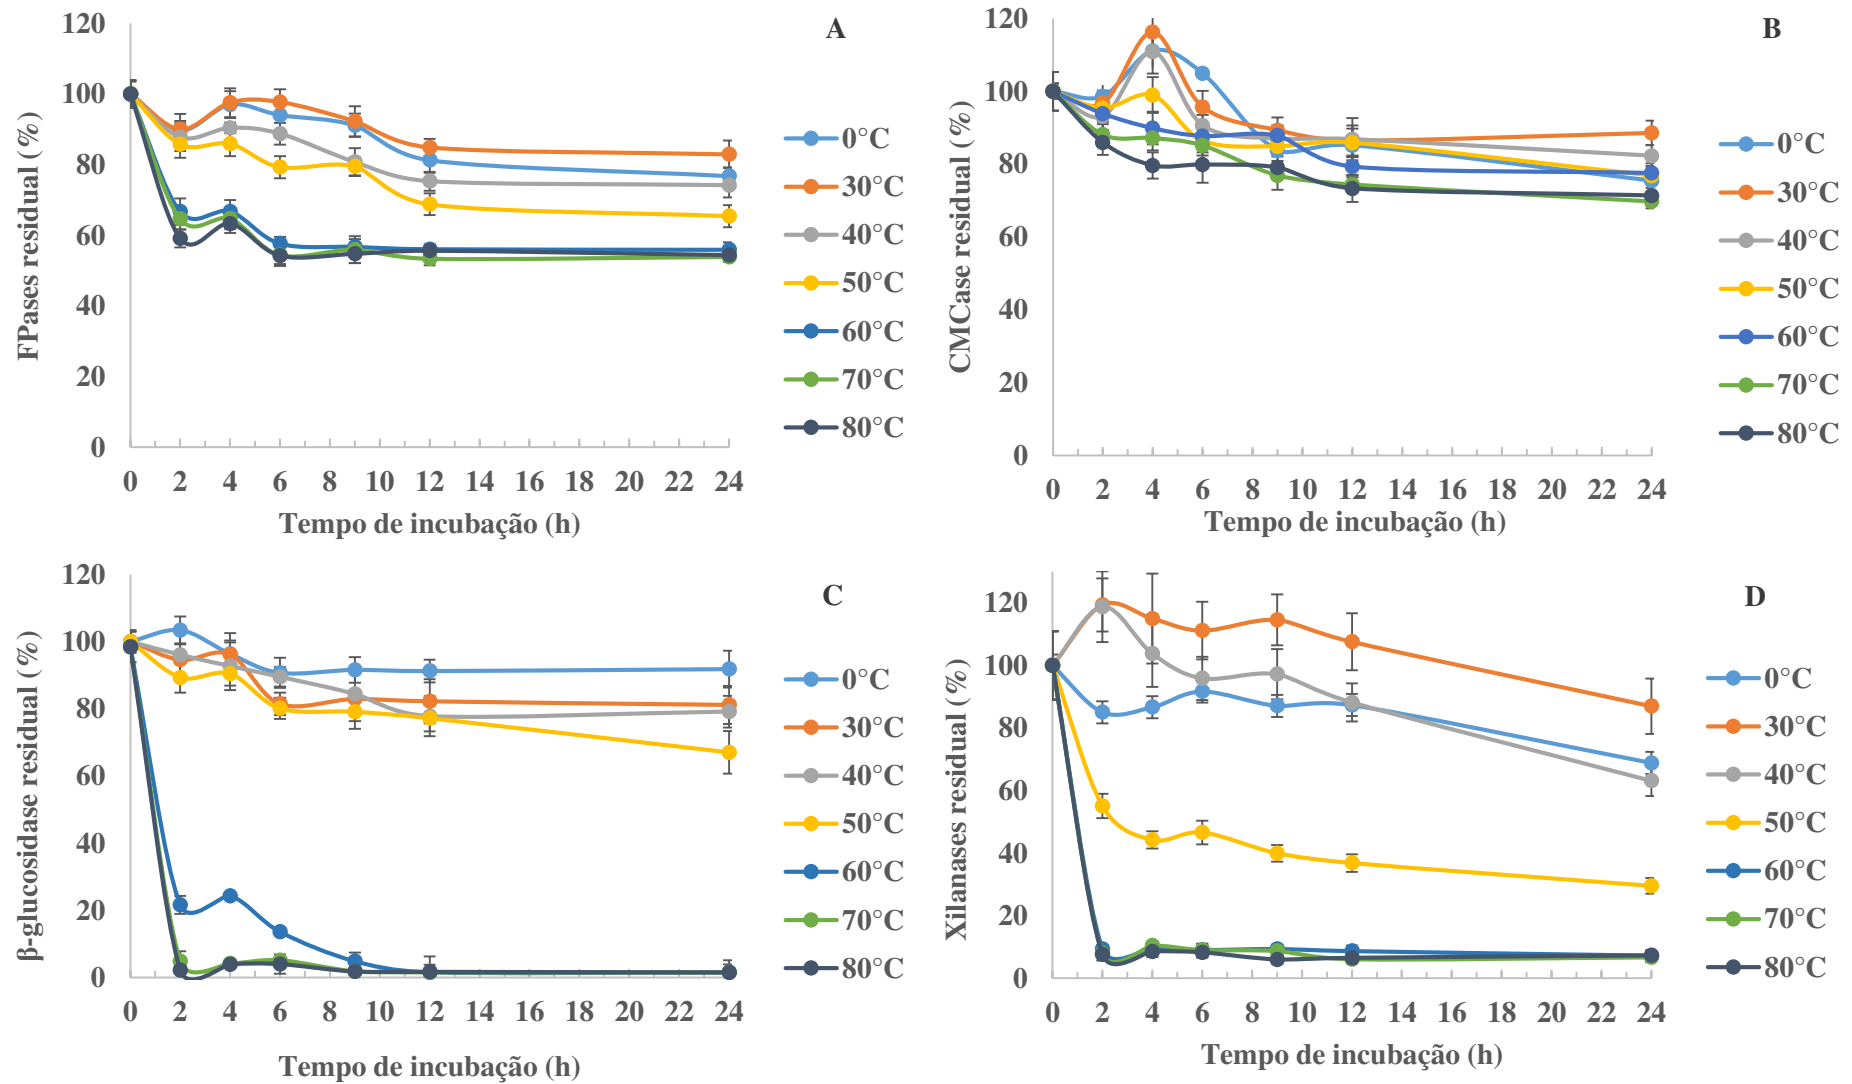 A
FPases residual (%)
120
100
80
60
40
20
0
0 2 4 6 8 10 12 14 16 18 20 22 24
Tempo de incubação (h)
0°C
30°C
40°C
50°C
60°C
70°C
80°C
B
CMCase residual (%)
120
100
80
60
40
20
0
0 2 4 6 8 10 12 14 16 18 20 22 24
Tempo de incubação (h)
0°C
30°C
40°C
50°C
60°C
70°C
80°C
C
β-glucosidase residual (%)
120
100
80
60
40
20
0
0 2 4 6 8 10 12 14 16 18 20 22 24
Tempo de incubação (h)
0°C
30°C
40°C
50°C
60°C
70°C
80°C
D
Xilanases residual (%)
120
100
80
60
40
20
0
0 2 4 6 8 10 12 14 16 18 20 22 24
Tempo de incubação (h)
0°C
30°C
40°C
50°C
60°C
70°C
80°C